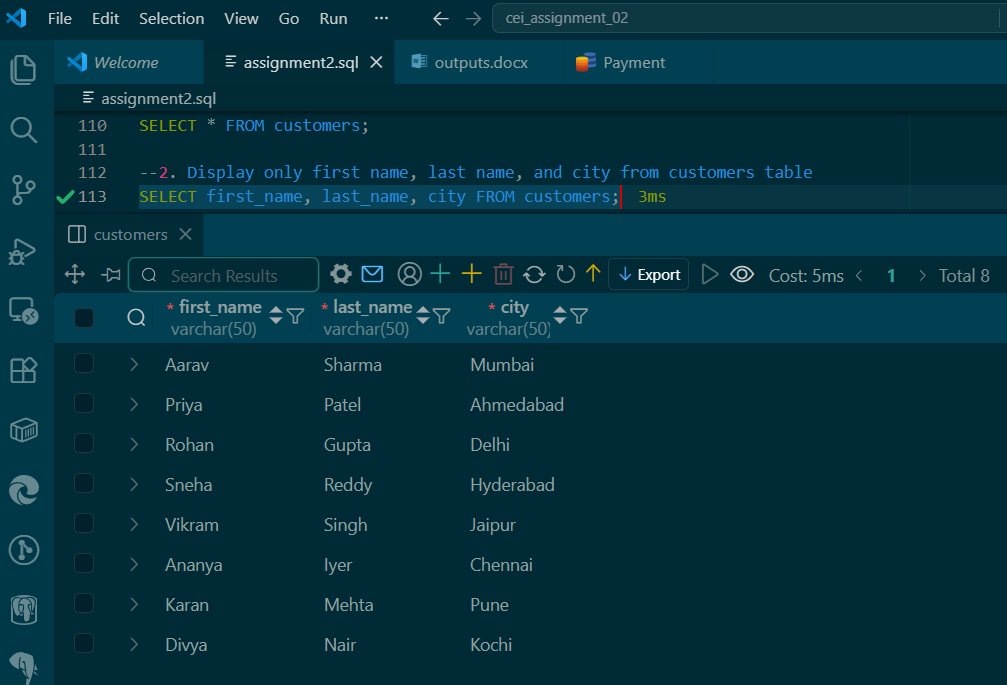 File Edit Selection View Go Run ··· cei_assignment_02
Welcome assignment2.sql outputs.docx Payment
assignment2.sql
110 SELECT * FROM customers;
111
112 --2. Display only first name, last name, and city from customers table
113 SELECT first_name, last_name, city FROM customers; 3ms
customers
Search Results Export Cost: 5ms 1 Total 8
* first_name * last_name * city
varchar(50) varchar(50) varchar(50)
Aarav Sharma Mumbai
Priya Patel Ahmedabad
Rohan Gupta Delhi
Sneha Reddy Hyderabad
Vikram Singh Jaipur
Ananya Iyer Chennai
Karan Mehta Pune
Divya Nair Kochi